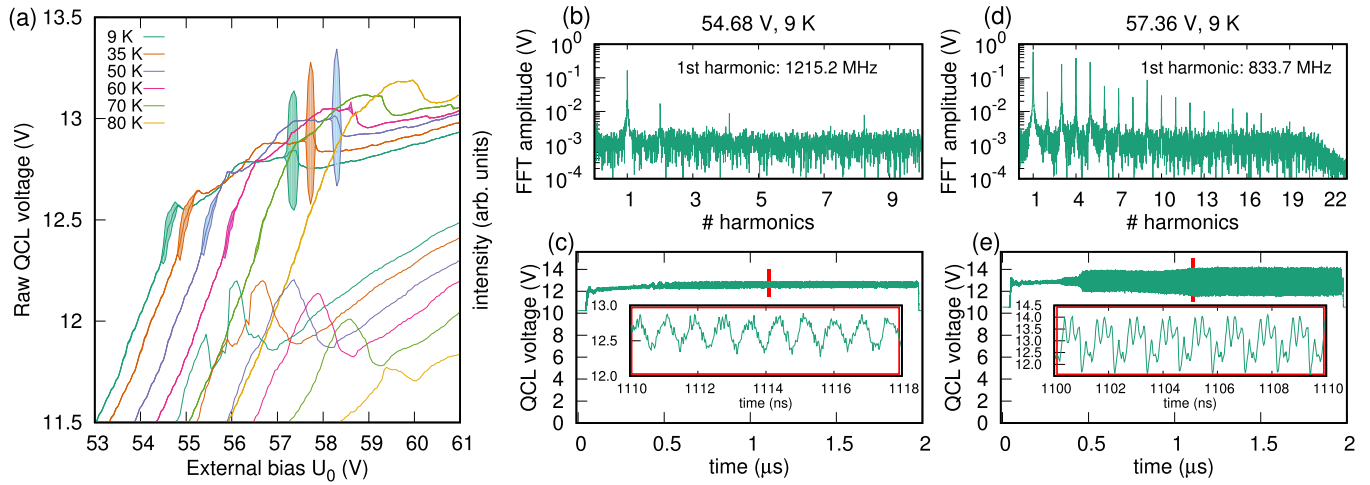 (a)
13.5
13
12.5
12
11.5
Raw QCL voltage (V)
9 K
35 K
50 K
60 K
70 K
80 K
intensity (arb. units)
53 54 55 56 57 58 59 60 61
External bias U0 (V)
(b)
54.68 V, 9 K
10^0
10^-1
10^-2
10^-3
10^-4
FFT amplitude (V)
1st harmonic: 1215.2 MHz
1 3 5 7 9
# harmonics
(c)
14
12
10
8
6
4
2
0
QCL voltage (V)
13.0
12.5
12.0
1110 1112 1114 1116 1118
time (ns)
0 0.5 1 1.5 2
time (μs)
(d)
57.36 V, 9 K
10^0
10^-1
10^-2
10^-3
10^-4
FFT amplitude (V)
1st harmonic: 833.7 MHz
1 4 7 10 13 16 19 22
# harmonics
(e)
14
12
10
8
6
4
2
0
QCL voltage (V)
14.5
14.0
13.0
12.0
1100 1102 1104 1106 1108 1110
time (ns)
0 0.5 1 1.5 2
time (μs)